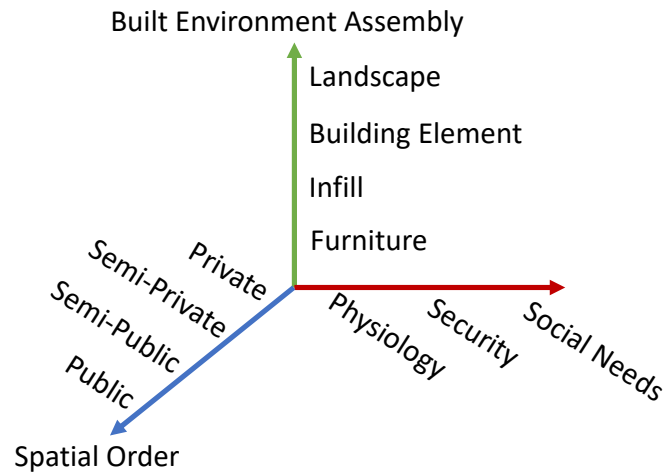 Built Environment Assembly
Landscape
Building Element
Infill
Furniture
Private
Semi-Private
Semi-Public
Public
Spatial Order
Physiology
Security
Social Needs